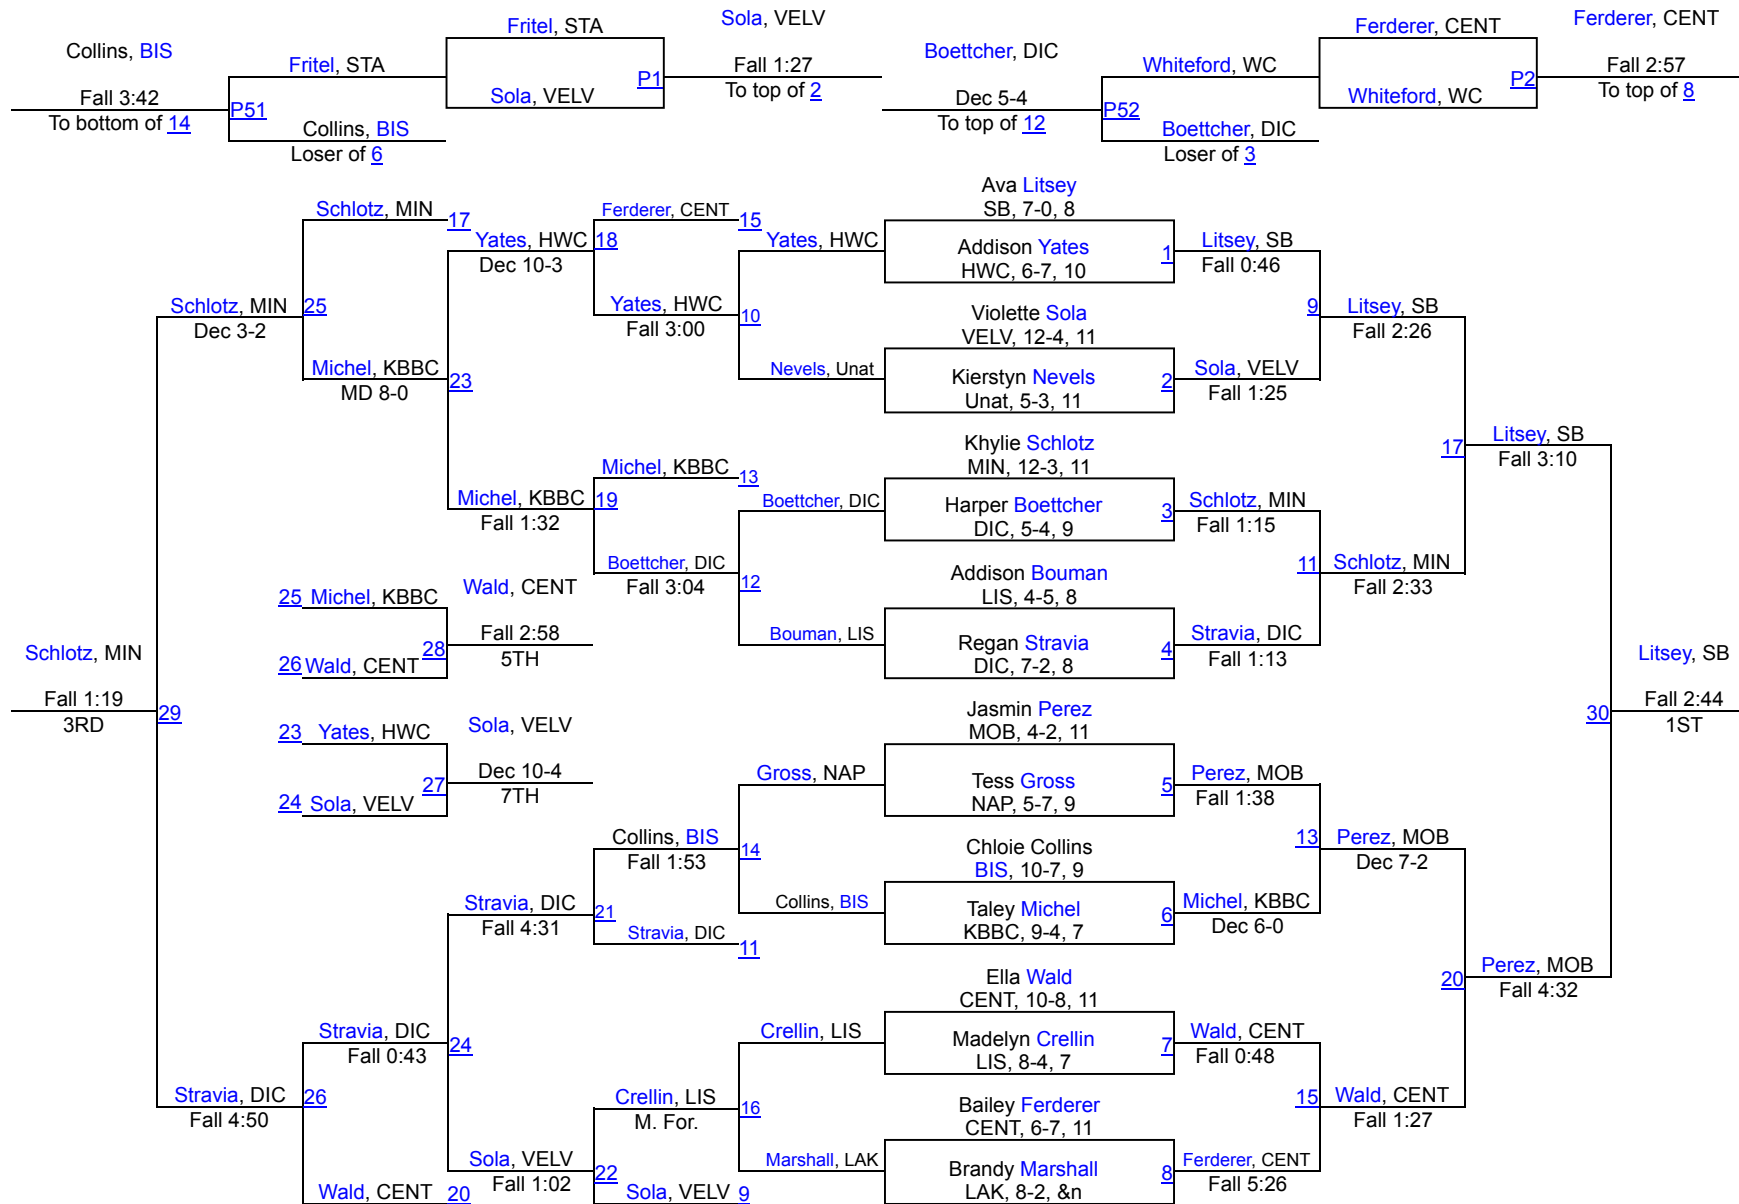 Fritel, STA
Sola, VELV
Ferderer, CENT
Ferderer, CENT
Collins, BIS
Boettcher, DIC
Fritel, STA
P1
Fall 1:27
Whiteford, WC
P2
Fall 2:57
Fall 3:42
P51
Sola, VELV
To top of 2
Dec 5-4
P52
Whiteford, WC
To top of 8
To bottom of 14
Collins, BIS
To top of 12
Boettcher, DIC
Loser of 6
Loser of 3
Ava Litsey
SB, 7-0, 8
Schlotz, MIN
17
Ferderer, CENT
15
Yates, HWC
18
Yates, HWC
Addison Yates
1
Litsey, SB
Dec 10-3
HWC, 6-7, 10
Fall 0:46
Schlotz, MIN
25
Yates, HWC
10
Violette Sola
9
Litsey, SB
Dec 3-2
Fall 3:00
VELV, 12-4, 11
Fall 2:26
Michel, KBBC
23
Nevels, Unat
Kierstyn Nevels
2
Sola, VELV
MD 8-0
Unat, 5-3, 11
Fall 1:25
Khylie Schlotz
17
Litsey, SB
MIN, 12-3, 11
Fall 3:10
Michel, KBBC
13
Michel, KBBC
19
Boettcher, DIC
Harper Boettcher
3
Schlotz, MIN
Fall 1:32
DIC, 5-4, 9
Fall 1:15
Boettcher, DIC
12
Addison Bouman
11
Schlotz, MIN
Fall 3:04
LIS, 4-5, 8
Fall 2:33
25
Michel, KBBC
Wald, CENT
Fall 2:58
Bouman, LIS
Regan Stravia
4
Stravia, DIC
26
Wald, CENT
28
5TH
DIC, 7-2, 8
Fall 1:13
Schlotz, MIN
Litsey, SB
Fall 1:19
29
30
Fall 2:44
3RD
1ST
23
Yates, HWC
Sola, VELV
Jasmin Perez
MOB, 4-2, 11
24
Sola, VELV
27
Dec 10-4
Gross, NAP
Tess Gross
5
Perez, MOB
7TH
NAP, 5-7, 9
Fall 1:38
Collins, BIS
14
Chloie Collins
13
Perez, MOB
Fall 1:53
BIS, 10-7, 9
Dec 7-2
Stravia, DIC
21
Collins, BIS
Taley Michel
6
Michel, KBBC
Fall 4:31
Stravia, DIC
11
KBBC, 9-4, 7
Dec 6-0
Ella Wald
20
Perez, MOB
CENT, 10-8, 11
Fall 4:32
Stravia, DIC
24
Crellin, LIS
Madelyn Crellin
7
Wald, CENT
Fall 0:43
LIS, 8-4, 7
Fall 0:48
Stravia, DIC
26
Crellin, LIS
16
Bailey Ferderer
15
Wald, CENT
Fall 4:50
M. For.
CENT, 6-7, 11
Fall 1:27
Sola, VELV
22
Marshall, LAK
Brandy Marshall
8
Ferderer, CENT
Wald, CENT
20
Fall 1:02
Sola, VELV
9
LAK, 8-2, &n
Fall 5:26